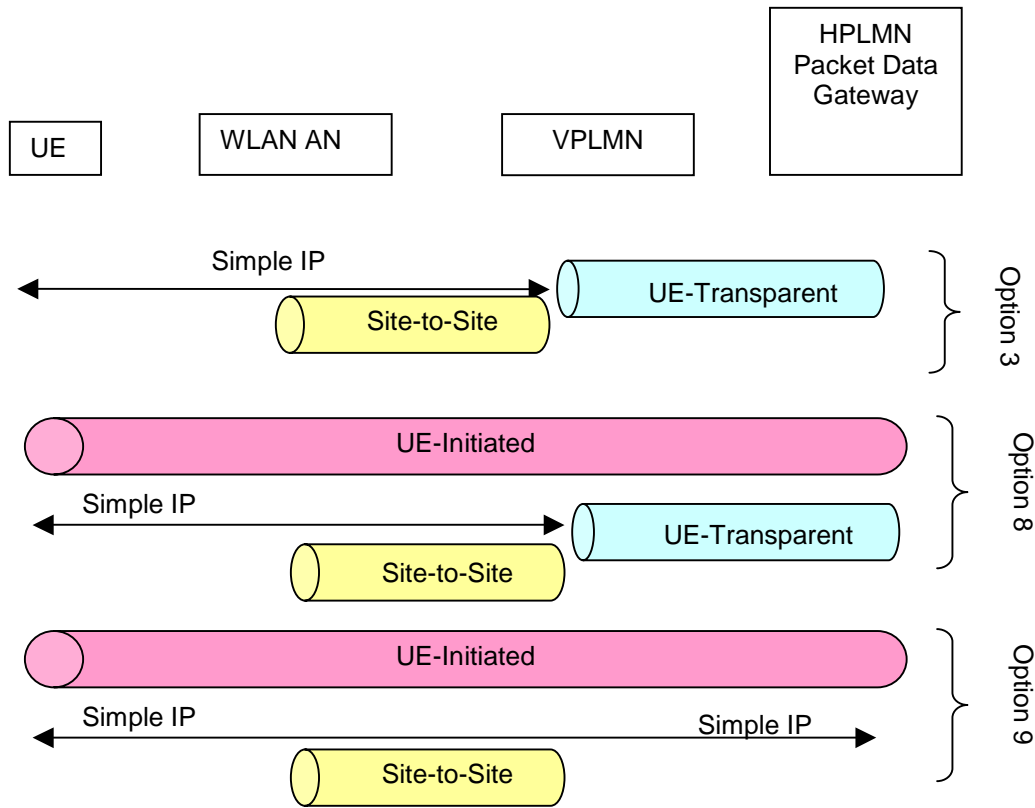 HPLMN
Packet Data
Gateway
UE
WLAN AN
VPLMN
Simple IP
UE-Transparent
Site-to-Site
Option 3
UE-Initiated
Simple IP
UE-Transparent
Site-to-Site
Option 8
UE-Initiated
Simple IP
Simple IP
Site-to-Site
Option 9